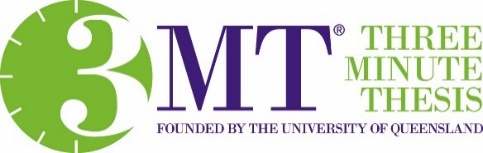 3MT® THREE
MINUTE
THESIS
FOUNDED BY THE UNIVERSITY OF QUEENSLAND